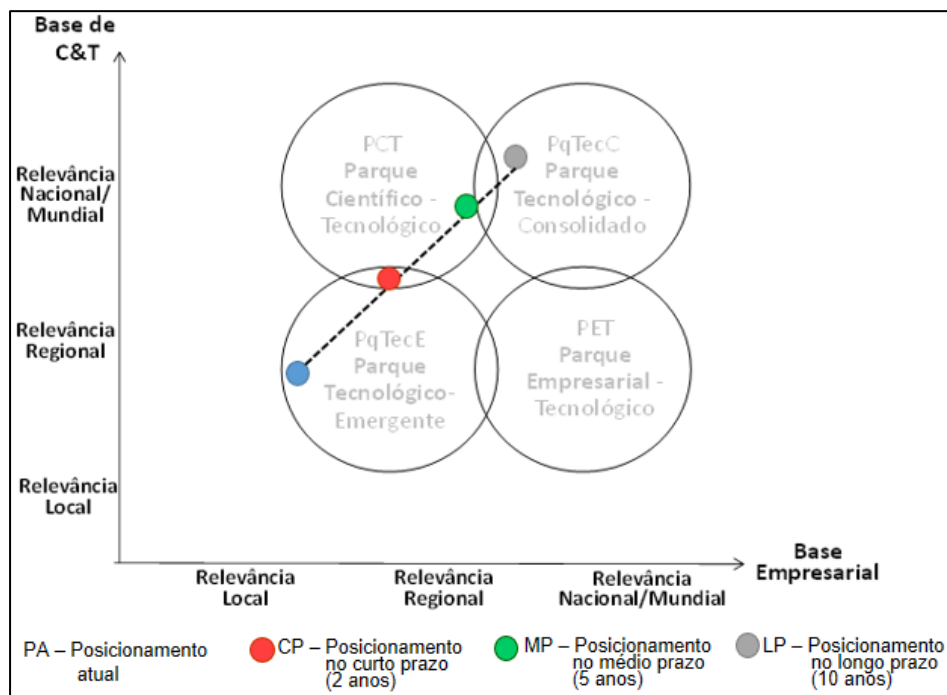 Base de
C&T
Relevância
Nacional/
Mundial
Relevância
Regional
Relevância
Local
PCT
Parque
Científico -
Tecnológico
PqTecC
Parque
Tecnológico -
Consolidado
PqTecE
Parque
Tecnológico-
Emergente
PET
Parque
Empresarial -
Tecnológico
Relevância
Local
Relevância
Regional
Relevância
Nacional/Mundial
Base
Empresarial
PA – Posicionamento
atual
CP – Posicionamento
no curto prazo
(2 anos)
MP – Posicionamento
no médio prazo
(5 anos)
LP – Posicionamento
no longo prazo
(10 anos)